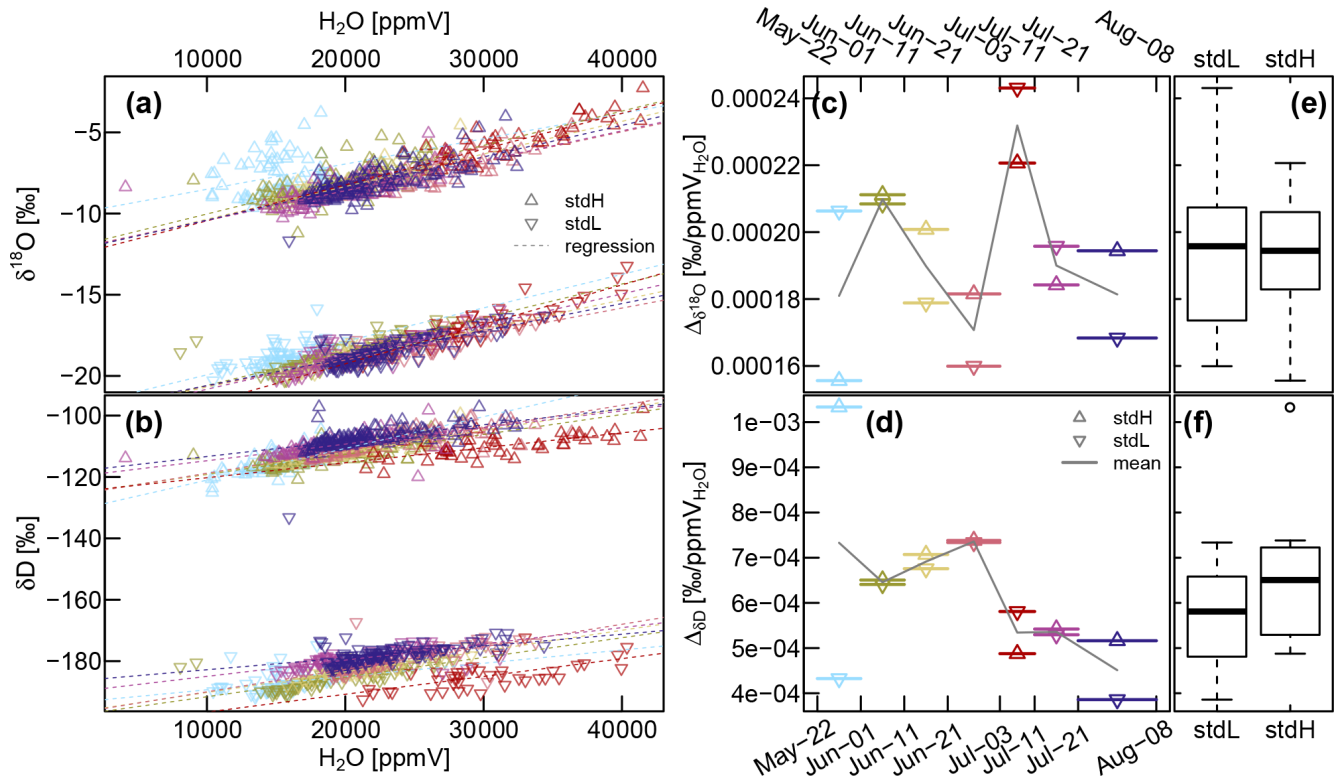 H2O [ppmV]
10000 20000 30000 40000
(a)
δ18O [‰]
−5
−10
−15
−20
stdH
stdL
regression
(b)
δD [‰]
−100
−120
−140
−160
−180
10000 20000 30000 40000
H2O [ppmV]
May−22
Jun−01
Jun−11
Jun−21
Jul−03
Jul−11
Jul−21
Aug−08
(c)
Δδ18O [‰/ppmVH2O]
0.00024
0.00022
0.00020
0.00018
0.00016
(d)
ΔδD [‰/ppmVH2O]
1e−03
9e−04
8e−04
7e−04
6e−04
5e−04
4e−04
stdH
stdL
mean
May−22
Jun−01
Jun−11
Jun−21
Jul−03
Jul−11
Jul−21
Aug−08
stdL stdH
(e)
(f)
stdL stdH